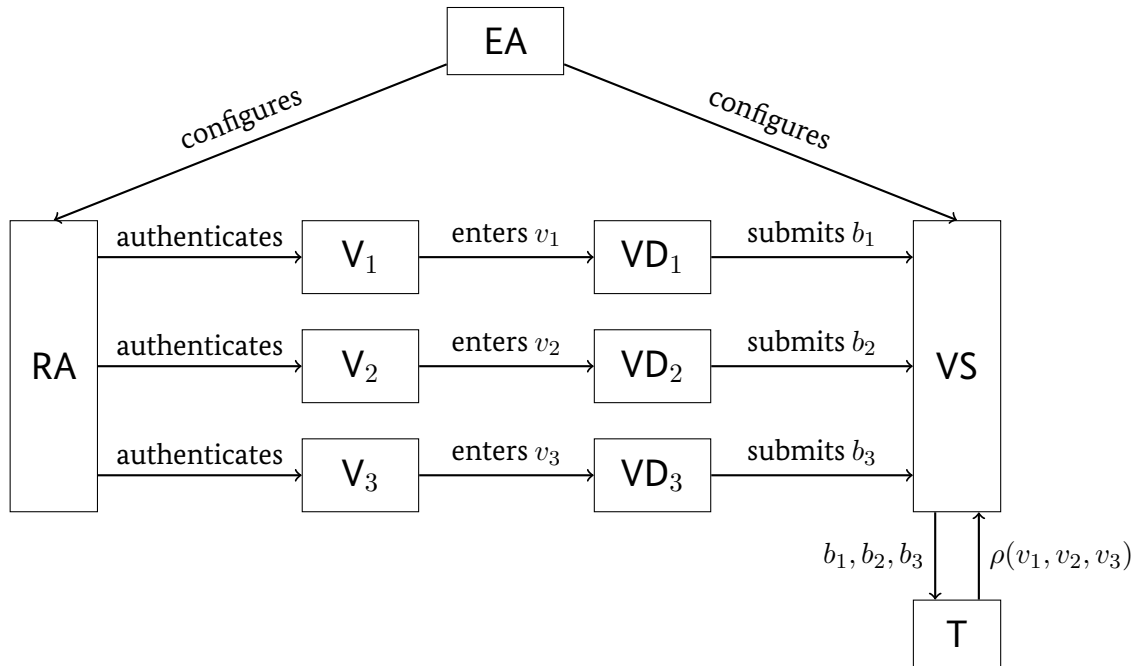 EA
configures
configures
authenticates
enters v₁
submits b₁
V₁
VD₁
authenticates
enters v₂
submits b₂
RA
V₂
VD₂
VS
authenticates
enters v₃
submits b₃
V₃
VD₃
b₁, b₂, b₃
ρ(v₁, v₂, v₃)
T